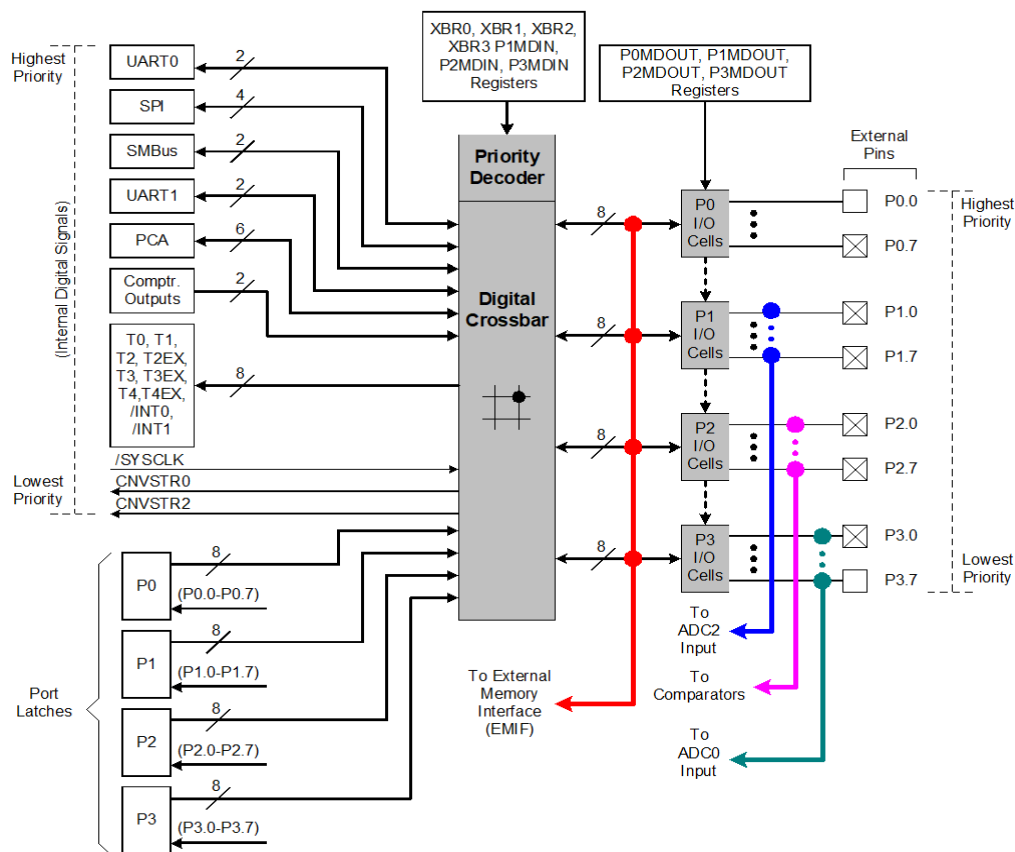 XBR0, XBR1, XBR2,
XBR3 P1MDIN,
P2MDIN, P3MDIN
Registers
P0MDOUT, P1MDOUT,
P2MDOUT, P3MDOUT
Registers
Highest
Priority
UART0
2
SPI
4
SMBus
2
UART1
2
PCA
6
Comptr.
Outputs
2
T0, T1,
T2, T2EX,
T3, T3EX,
T4,T4EX,
/INT0,
/INT1
8
(Internal Digital Signals)
Lowest
Priority
/SYSCLK
CNVSTR0
CNVSTR2
Priority
Decoder
Digital
Crossbar
8
8
8
8
P0
I/O
Cells
P1
I/O
Cells
P2
I/O
Cells
P3
I/O
Cells
External
Pins
P0.0
P0.7
P1.0
P1.7
P2.0
P2.7
P3.0
P3.7
Highest
Priority
Lowest
Priority
Port
Latches
P0
8
(P0.0-P0.7)
P1
8
(P1.0-P1.7)
P2
8
(P2.0-P2.7)
P3
8
(P3.0-P3.7)
To External
Memory
Interface
(EMIF)
To
ADC2
Input
To
Comparators
To
ADC0
Input